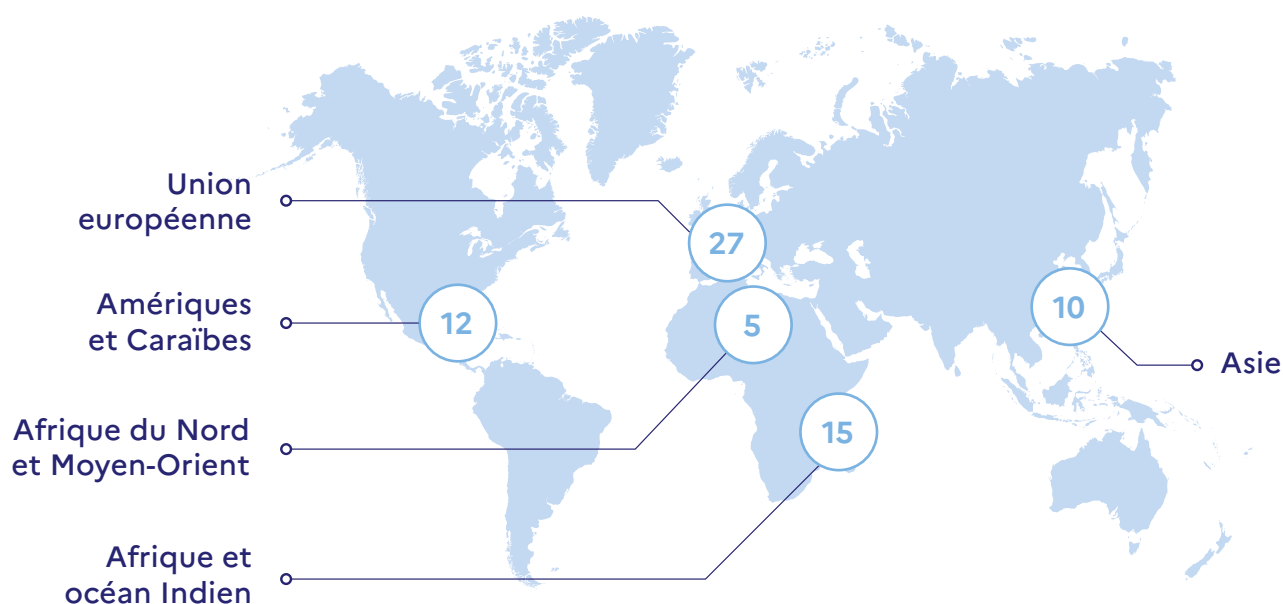 Union
européenne
27
Amériques
et Caraïbes
12
Afrique du Nord
et Moyen-Orient
5
Afrique et
océan Indien
15
10
Asie